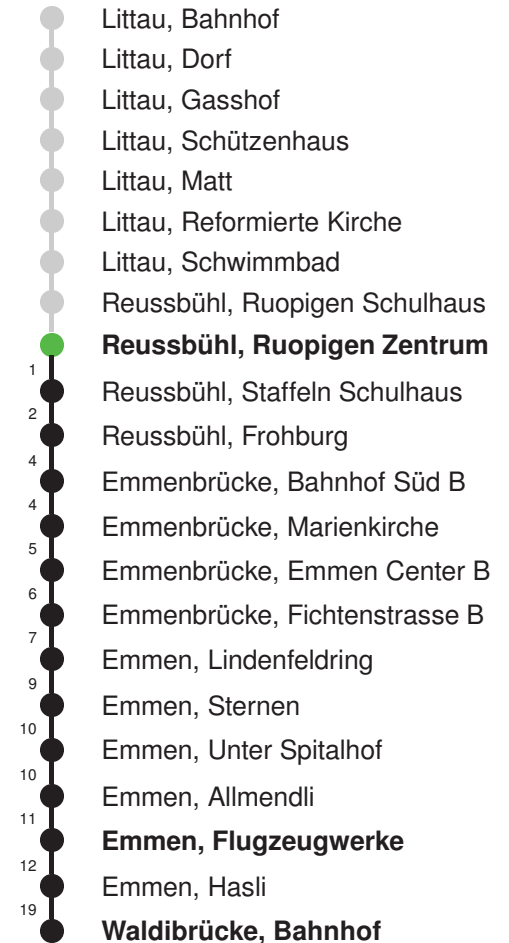 Littau, Bahnhof
Littau, Dorf
Littau, Gasshof
Littau, Schützenhaus
Littau, Matt
Littau, Reformierte Kirche
Littau, Schwimmbad
Reussbühl, Ruopigen Schulhaus
Reussbühl, Ruopigen Zentrum
1 Reussbühl, Staffeln Schulhaus
2 Reussbühl, Frohburg
4 Emmenbrücke, Bahnhof Süd B
4 Emmenbrücke, Marienkirche
5 Emmenbrücke, Emmen Center B
6 Emmenbrücke, Fichtenstrasse B
7 Emmen, Lindenfeldring
9 Emmen, Sternen
10 Emmen, Unter Spitalhof
10 Emmen, Allmendli
11 Emmen, Flugzeugwerke
12 Emmen, Hasli
19 Waldibrücke, Bahnhof